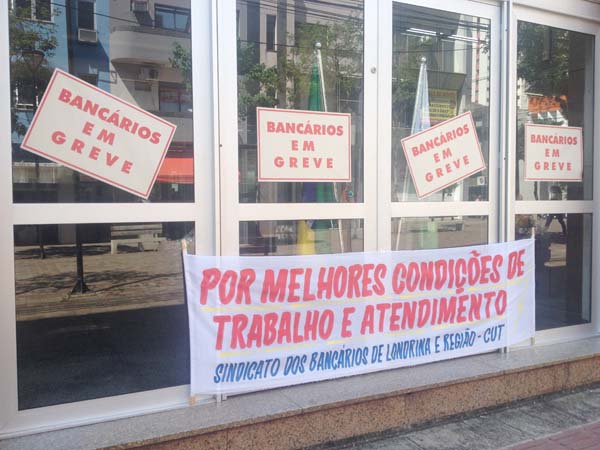 BANCÁRIOS
EM
GREVE
BANCÁRIOS
EM
GREVE
BANCÁRIOS
EM
GREVE
BANCÁRIOS
EM
GREVE
POR MELHORES CONDIÇÕES DE
TRABALHO E ATENDIMENTO
SINDICATO DOS BANCÁRIOS DE LONDRINA E REGIÃO - CUT